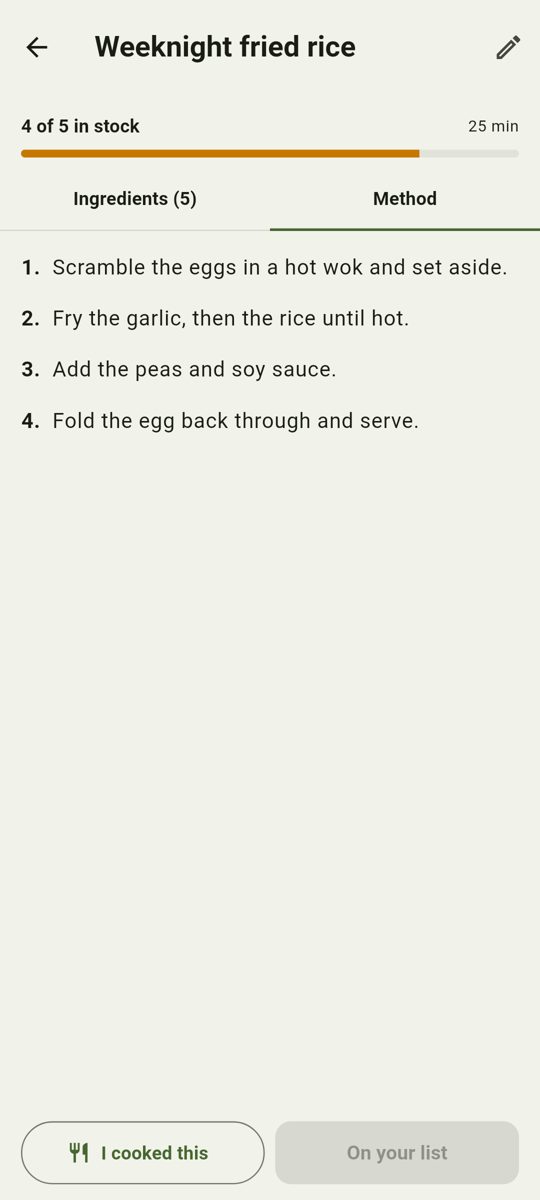 Weeknight fried rice
4 of 5 in stock
25 min
Ingredients (5)
Method
1. Scramble the eggs in a hot wok and set aside.
2. Fry the garlic, then the rice until hot.
3. Add the peas and soy sauce.
4. Fold the egg back through and serve.
I cooked this
On your list